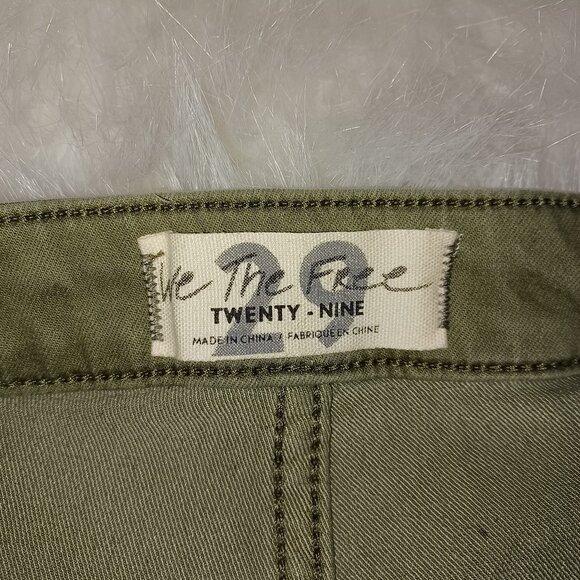 We The Free
TWENTY - NINE
29
MADE IN CHINA / FABRIQUE EN CHINE